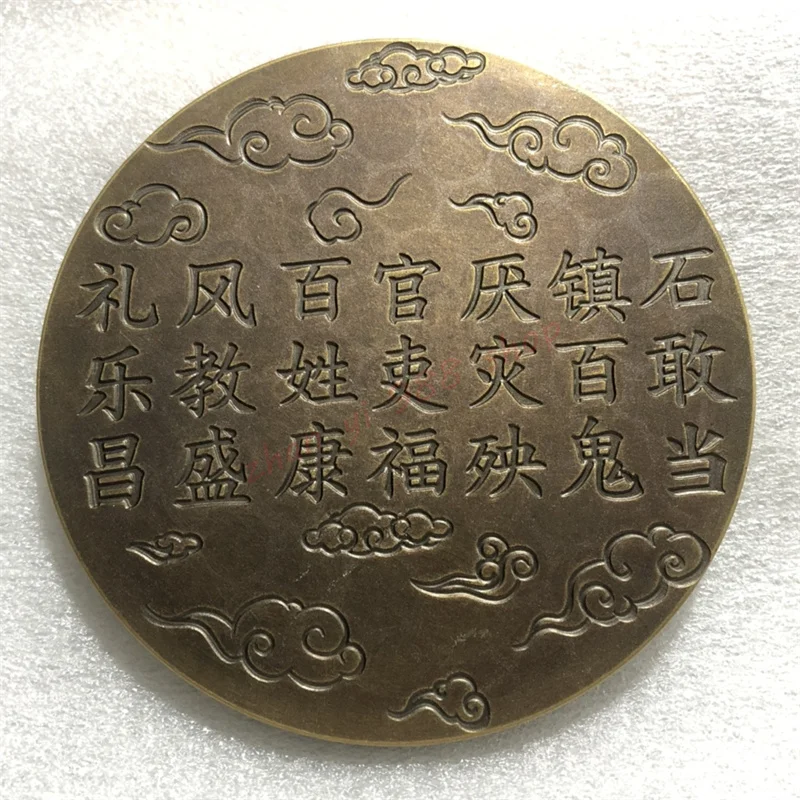 石敢当
镇百鬼
厌灾殃
官吏福
百姓康
风教盛
礼乐昌